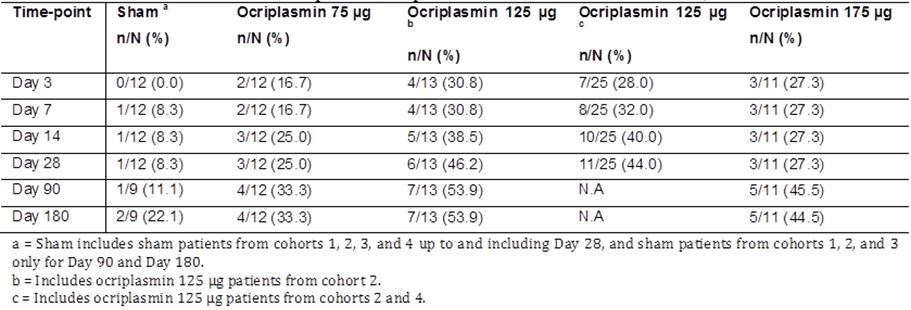 Time-point Sham a Ocriplasmin 75 µg Ocriplasmin 125 µg b Ocriplasmin 125 µg c Ocriplasmin 175 µg
n/N (%) n/N (%) n/N (%) n/N (%) n/N (%)
Day 3 0/12 (0.0) 2/12 (16.7) 4/13 (30.8) 7/25 (28.0) 3/11 (27.3)
Day 7 1/12 (8.3) 2/12 (16.7) 4/13 (30.8) 8/25 (32.0) 3/11 (27.3)
Day 14 1/12 (8.3) 3/12 (25.0) 5/13 (38.5) 10/25 (40.0) 3/11 (27.3)
Day 28 1/12 (8.3) 3/12 (25.0) 6/13 (46.2) 11/25 (44.0) 3/11 (27.3)
Day 90 1/9 (11.1) 4/12 (33.3) 7/13 (53.9) N.A 5/11 (45.5)
Day 180 2/9 (22.1) 4/12 (33.3) 7/13 (53.9) N.A 5/11 (44.5)
a = Sham includes sham patients from cohorts 1, 2, 3, and 4 up to and including Day 28, and sham patients from cohorts 1, 2, and 3
only for Day 90 and Day 180.
b = Includes ocriplasmin 125 µg patients from cohort 2.
c = Includes ocriplasmin 125 µg patients from cohorts 2 and 4.